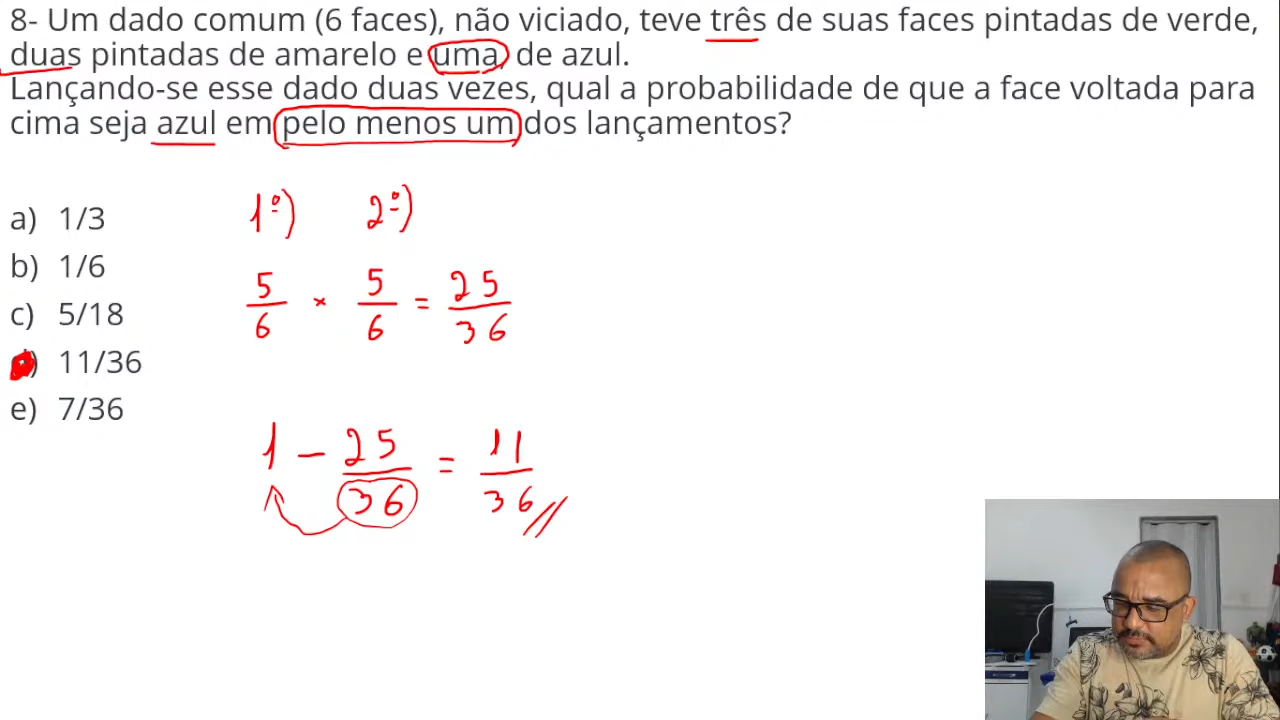 8- Um dado comum (6 faces), não viciado, teve três de suas faces pintadas de verde,
duas pintadas de amarelo e uma, de azul.
Lançando-se esse dado duas vezes, qual a probabilidade de que a face voltada para
cima seja azul em pelo menos um dos lançamentos?
a) 1/3
b) 1/6
c) 5/18
d) 11/36
e) 7/36
1º) 2º)
5/6 × 5/6 = 25/36
1 - 25/36 = 11/36 //